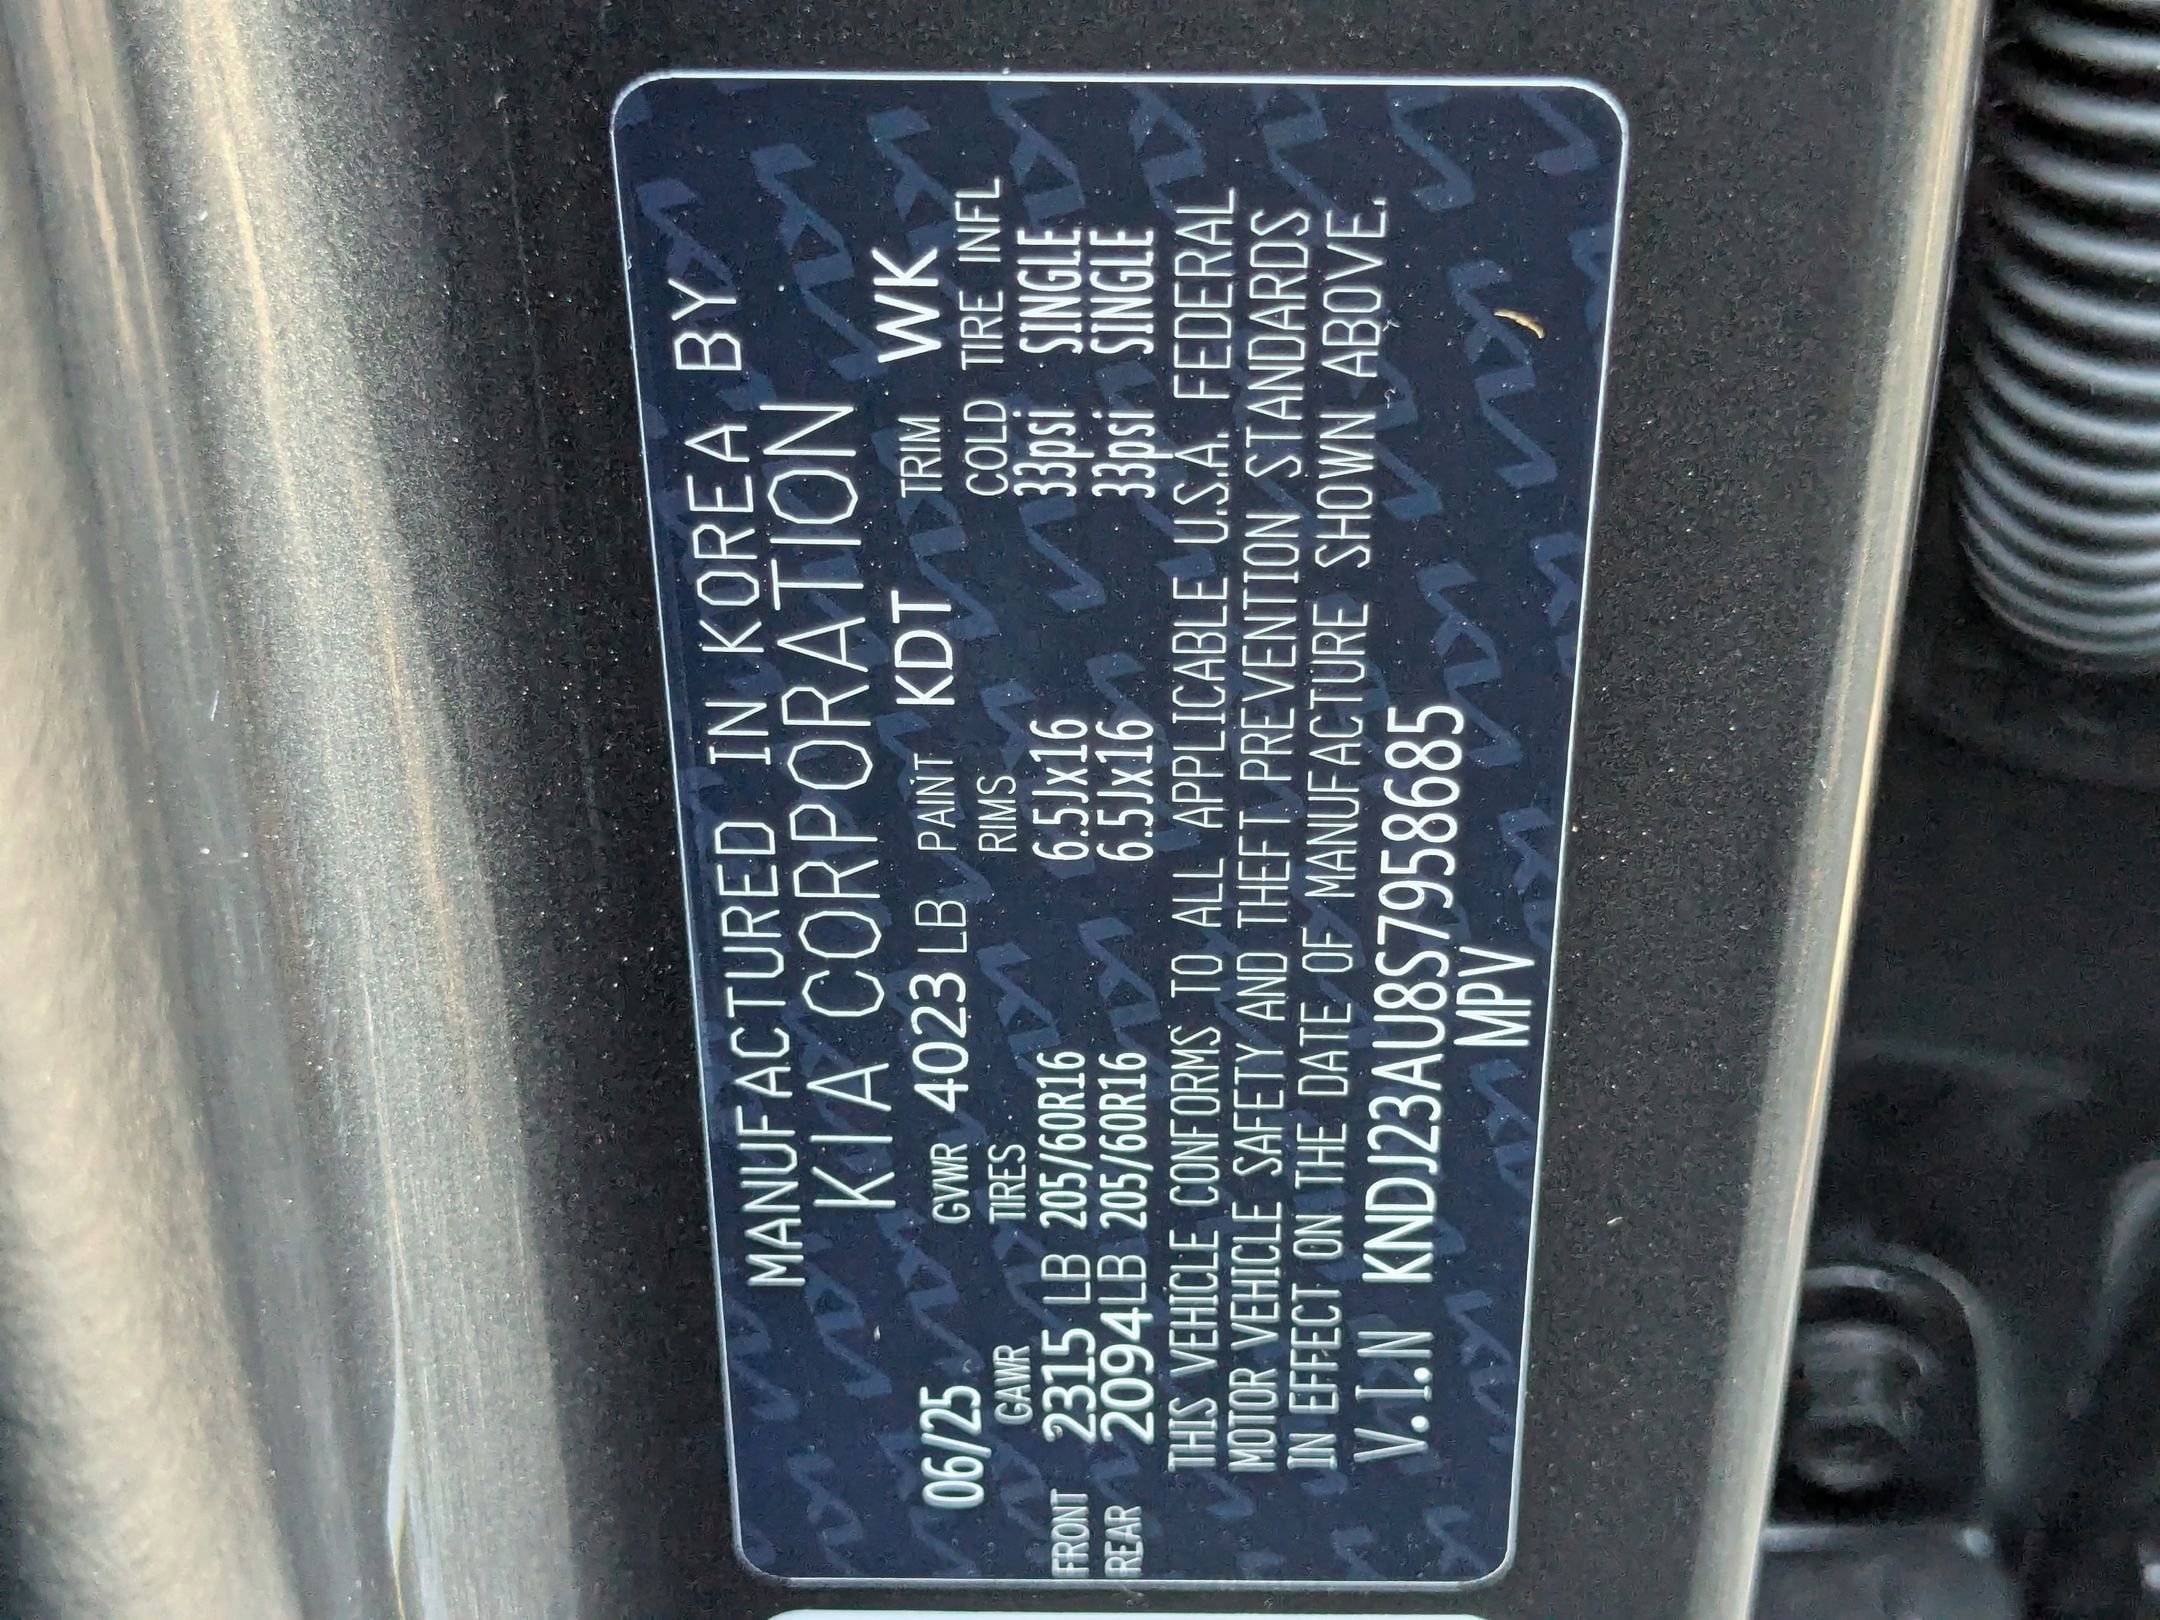 MANUFACTURED IN KOREA BY
KIA CORPORATION
06/25 GVWR 4023 LB PAINT KDT TRIM WK
GAWR TIRES RIMS COLD TIRE INFL
FRONT 2315 LB 205/60R16 6.5Jx16 33psi SINGLE
REAR 2094LB 205/60R16 6.5Jx16 33psi SINGLE
THIS VEHICLE CONFORMS TO ALL APPLICABLE U.S.A. FEDERAL
MOTOR VEHICLE SAFETY AND THEFT PREVENTION STANDARDS
IN EFFECT ON THE DATE OF MANUFACTURE SHOWN ABOVE.
V.I.N KNDJ23AU8S7958685
MPV